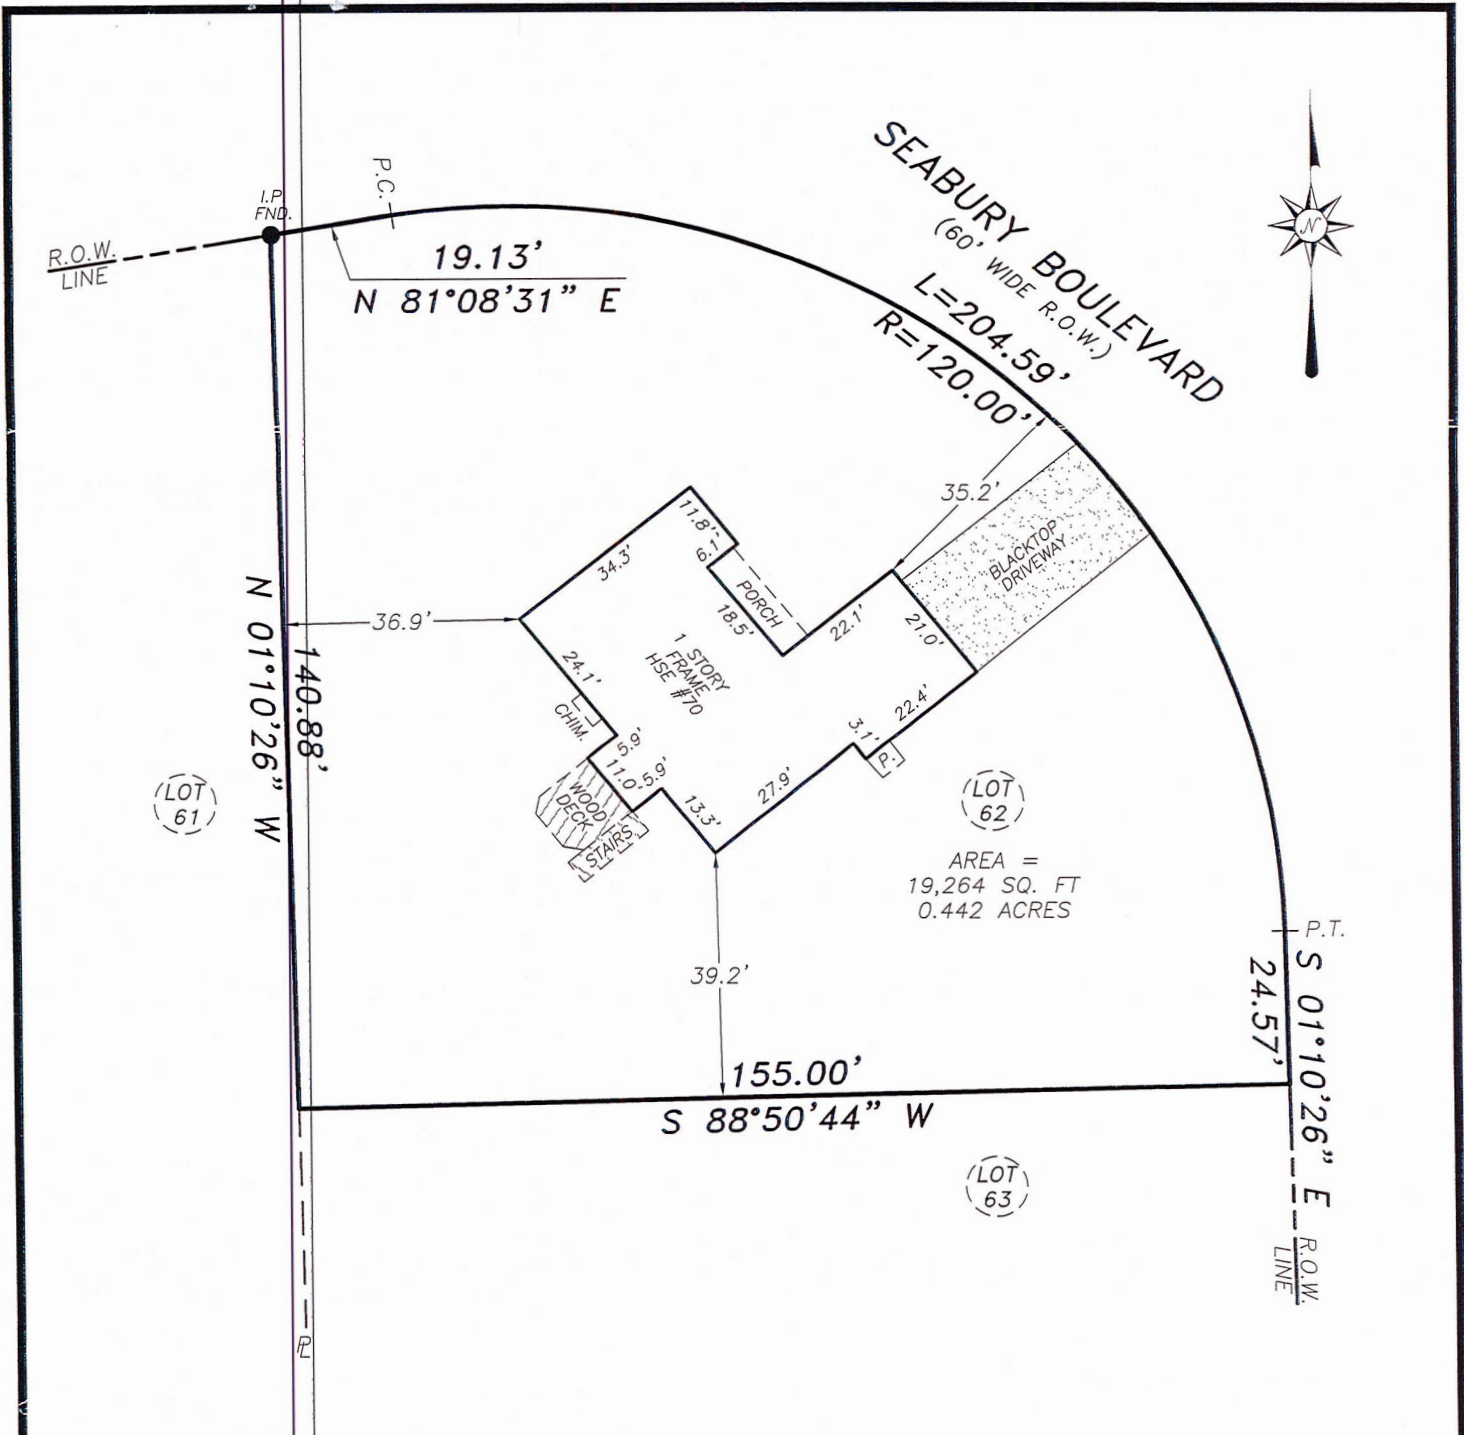 SEABURY BOULEVARD
(60' WIDE R.O.W.)
L=204.59'
R=120.00'
N
P.C.
I.P.
FND.
R.O.W.
LINE
19.13'
N 81°08'31" E
35.2'
BLACKTOP
DRIVEWAY
11.8'
6.1'
34.3'
PORCH
18.5'
22.1'
21.0'
36.9'
1 STORY
FRAME
HSE #70
24.1'
CHIM.
5.9'
11.0'
5.9'
13.3'
27.9'
3.1'
22.4'
P.
WOOD
DECK
STAIRS
N 01°10'26" W
140.88'
LOT
61
LOT
62
AREA =
19,264 SQ. FT
0.442 ACRES
P.T.
39.2'
24.57'
S 01°10'26" E
155.00'
S 88°50'44" W
LOT
63
R.O.W.
LINE
PL